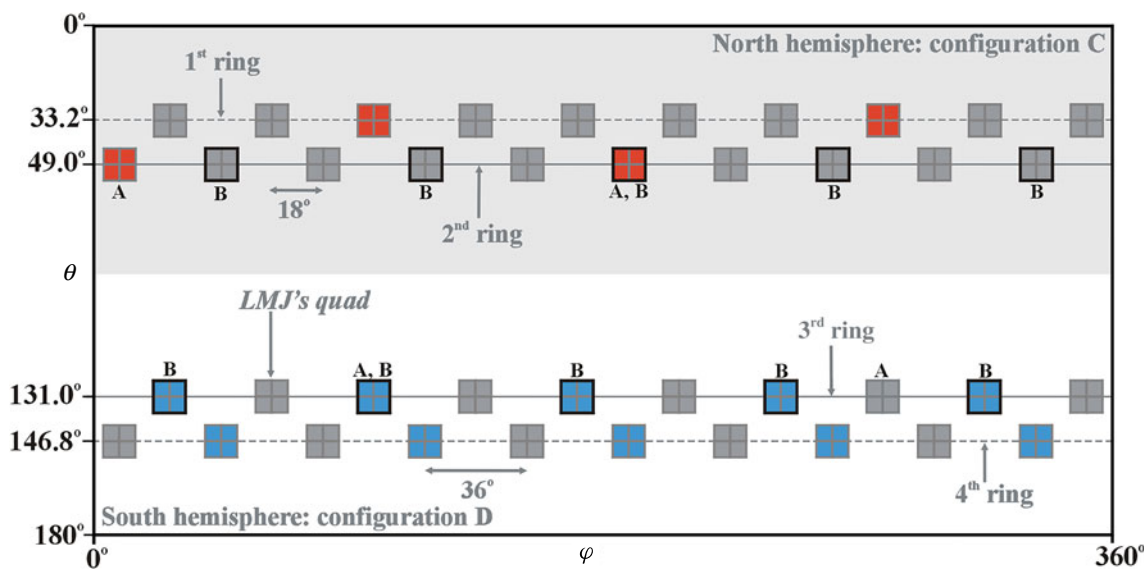 0°
North hemisphere: configuration C
1st ring
33.2°
49.0°
A
B
B
A, B
B
B
18°
2nd ring
θ
LMJ's quad
3rd ring
B
A, B
B
B
A
B
131.0°
146.8°
36°
4th ring
South hemisphere: configuration D
180°
0°
φ
360°